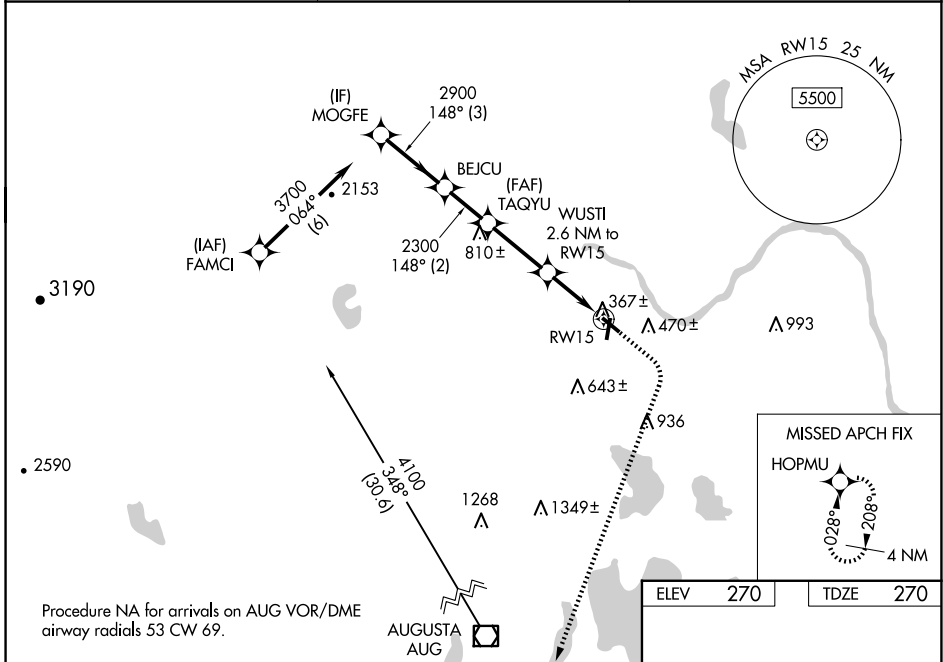 MSA RW15 25 NM
5500
(IF)
MOGFE
2900
148° (3)
BEJCU
(FAF)
TAQYU
2153
3700
064°
(6)
WUSTI
2.6 NM to
RW15
(IAF)
FAMCI
2300
148° (2)
810±
3190
367±
RW15
470±
993
643±
936
MISSED APCH FIX
HOPMU
028°
208°
4 NM
2590
4100
348°
(30.6)
1268
1349±
Procedure NA for arrivals on AUG VOR/DME
airway radials 53 CW 69.
AUGUSTA
AUG
ELEV 270
TDZE 270